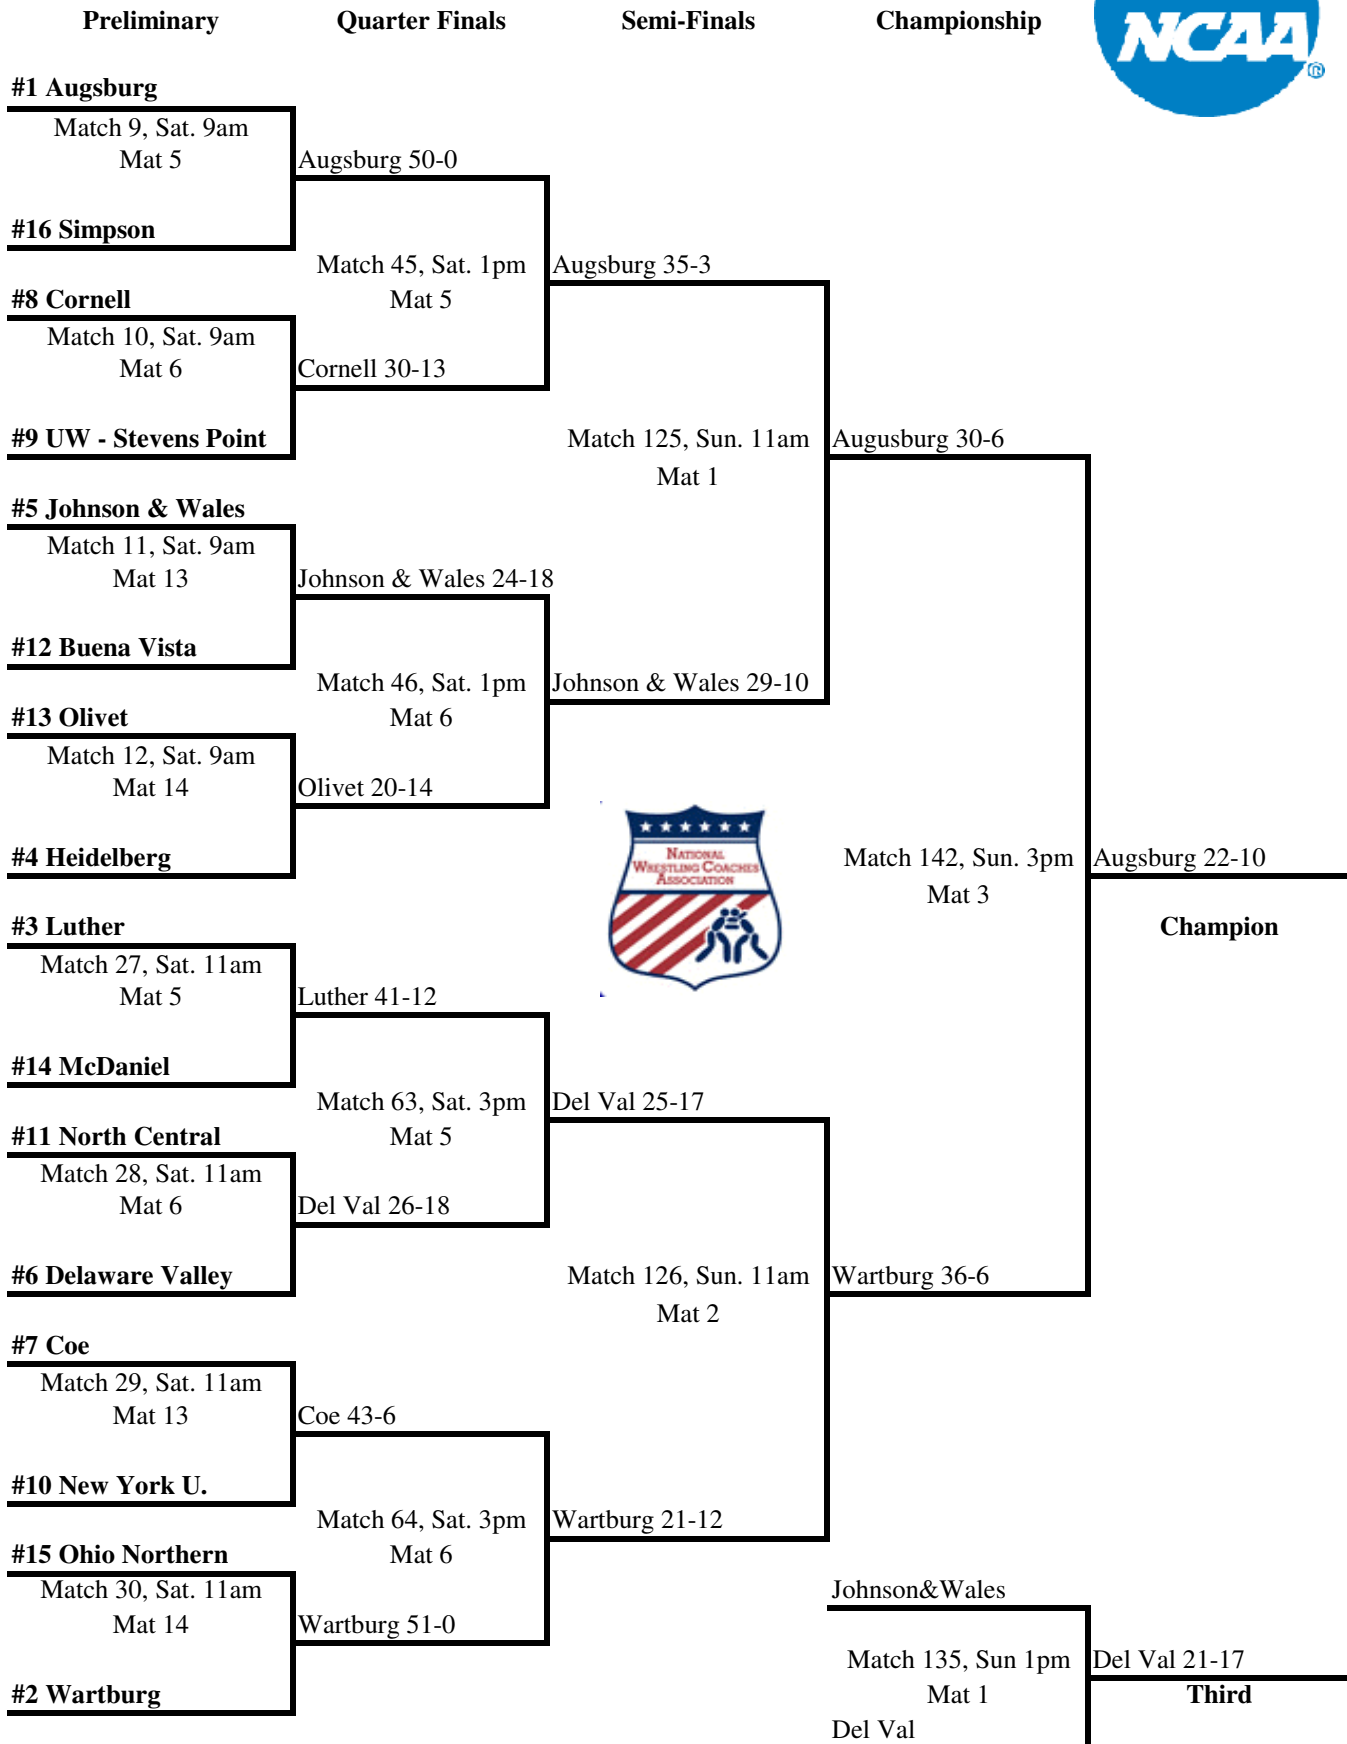 Preliminary Quarter Finals Semi-Finals Championship
NCAA®
#1 Augsburg
Match 9, Sat. 9am
Mat 5 Augsburg 50-0
#16 Simpson
Match 45, Sat. 1pm Augsburg 35-3
#8 Cornell Mat 5
Match 10, Sat. 9am
Mat 6 Cornell 30-13
#9 UW - Stevens Point Match 125, Sun. 11am Augusburg 30-6
Mat 1
#5 Johnson & Wales
Match 11, Sat. 9am
Mat 13 Johnson & Wales 24-18
#12 Buena Vista
Match 46, Sat. 1pm Johnson & Wales 29-10
#13 Olivet Mat 6
Match 12, Sat. 9am
Mat 14 Olivet 20-14
NATIONAL
WRESTLING COACHES
ASSOCIATION
#4 Heidelberg Match 142, Sun. 3pm Augsburg 22-10
Mat 3
#3 Luther Champion
Match 27, Sat. 11am
Mat 5 Luther 41-12
#14 McDaniel
Match 63, Sat. 3pm Del Val 25-17
#11 North Central Mat 5
Match 28, Sat. 11am
Mat 6 Del Val 26-18
#6 Delaware Valley Match 126, Sun. 11am Wartburg 36-6
Mat 2
#7 Coe
Match 29, Sat. 11am
Mat 13 Coe 43-6
#10 New York U.
Match 64, Sat. 3pm Wartburg 21-12
#15 Ohio Northern Mat 6
Match 30, Sat. 11am Johnson&Wales
Mat 14 Wartburg 51-0
Match 135, Sun 1pm Del Val 21-17
#2 Wartburg Mat 1 Third
Del Val